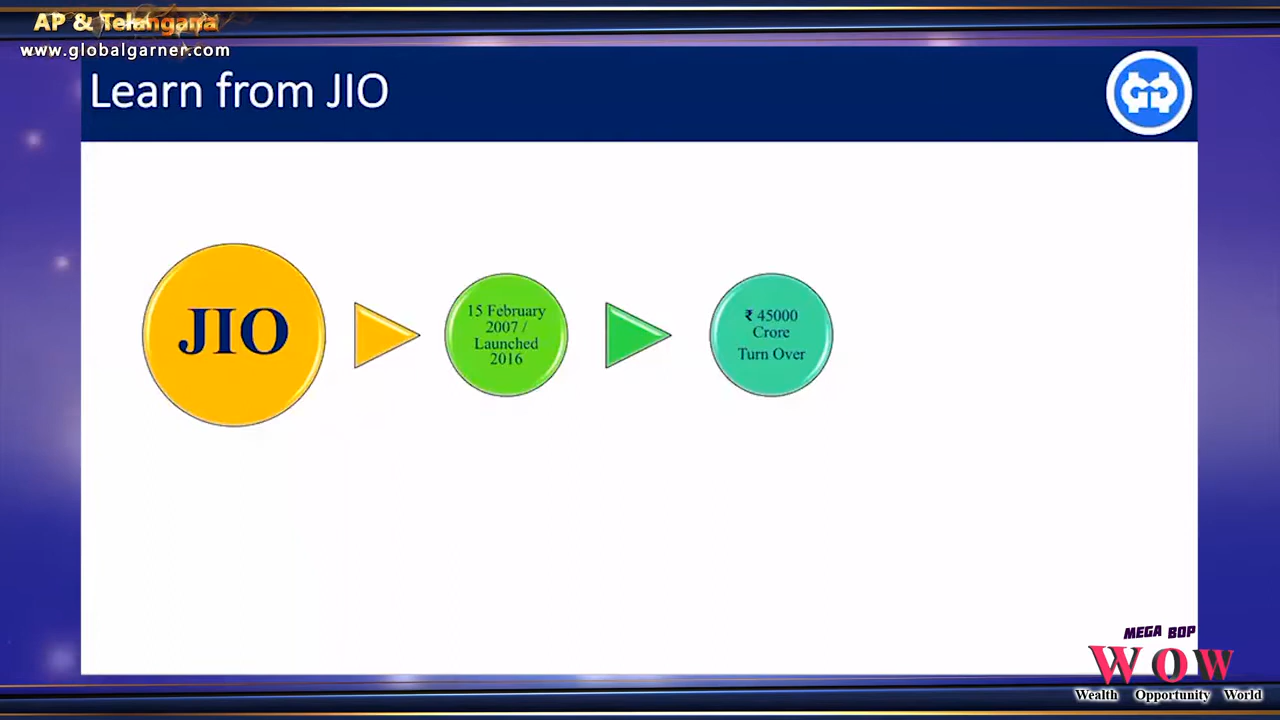 AP & Telangana
www.globalgarner.com
Learn from JIO
GG
JIO
15 February
2007 /
Launched
2016
₹ 45000
Crore
Turn Over
MEGA BOP
WOW
Wealth Opportunity World